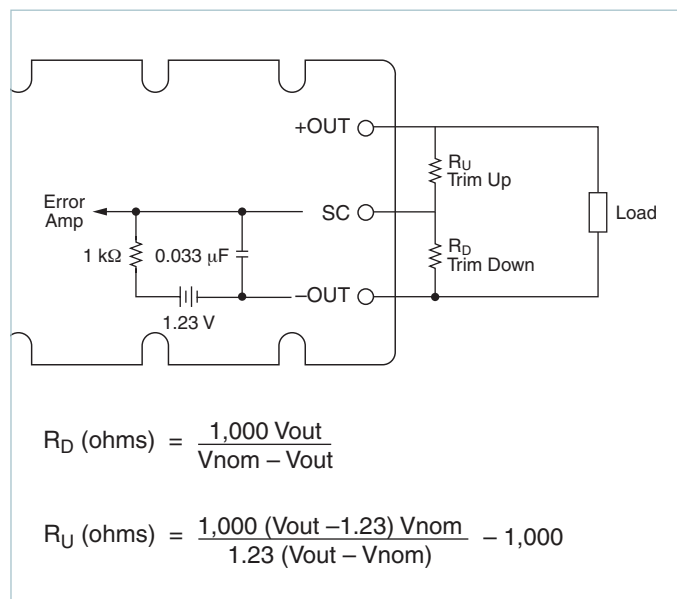 +OUT
R_U
Trim Up
Error
Amp
SC
Load
1 kΩ
0.033 μF
R_D
Trim Down
–OUT
1.23 V
R_D (ohms) = 1,000 Vout / Vnom – Vout
R_U (ohms) = 1,000 (Vout –1.23) Vnom / 1.23 (Vout – Vnom) – 1,000